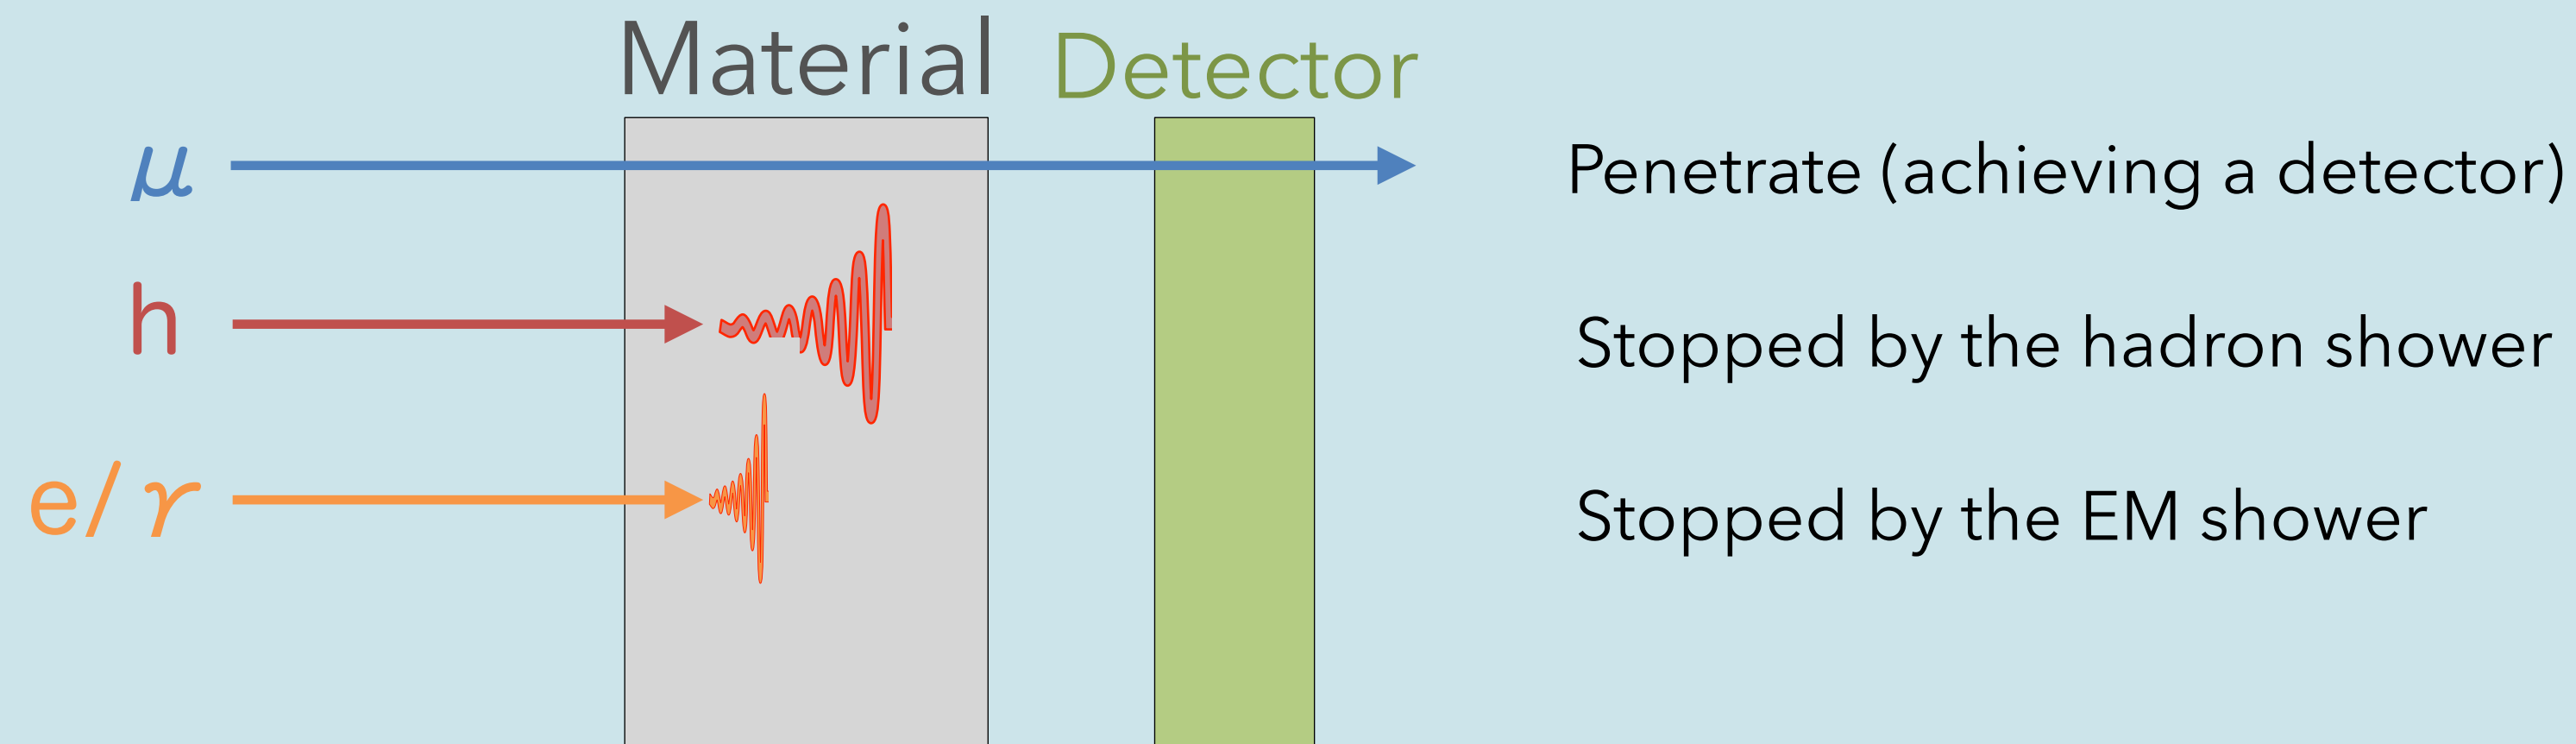 Material Detector
μ Penetrate (achieving a detector)
h Stopped by the hadron shower
e/γ Stopped by the EM shower